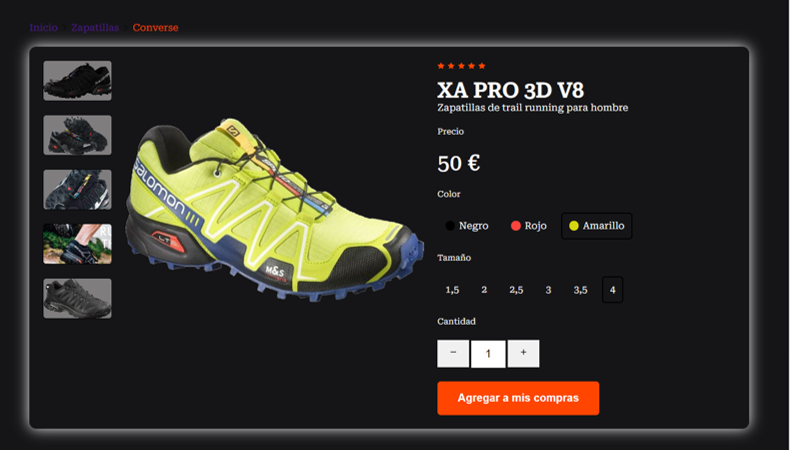 Inicio Zapatillas Converse
XA PRO 3D V8
Zapatillas de trail running para hombre
Precio
50 €
Color
Negro Rojo Amarillo
Tamaño
1,5 2 2,5 3 3,5 4
Cantidad
− 1 +
Agregar a mis compras
salomon
M&S